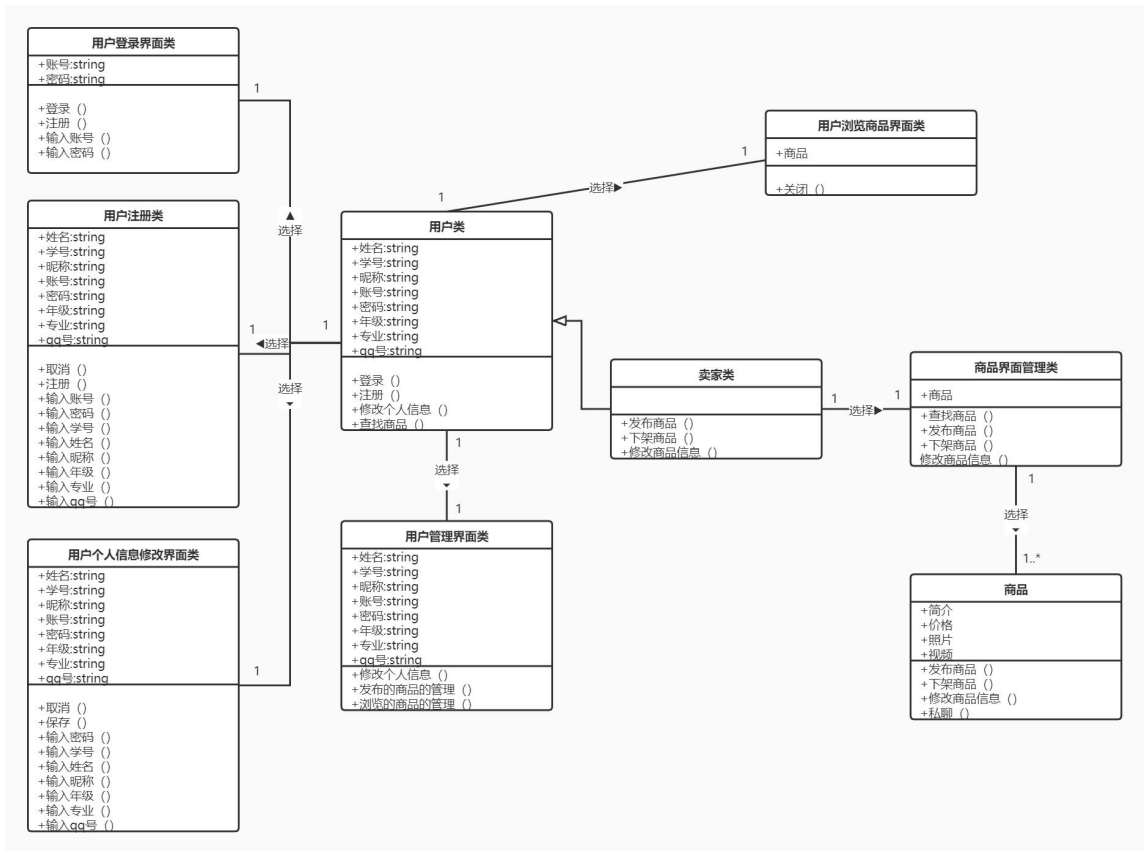 用户登录界面类
+账号:string
+密码:string
+登录（）
+注册（）
+输入账号（）
+输入密码（）
1
选择
用户注册类
+姓名:string
+学号:string
+昵称:string
+账号:string
+密码:string
+年级:string
+专业:string
+qq号:string
+取消（）
+注册（）
+输入账号（）
+输入密码（）
+输入学号（）
+输入姓名（）
+输入昵称（）
+输入年级（）
+输入专业（）
+输入qq号（）
1
选择
1
选择
用户个人信息修改界面类
+姓名:string
+学号:string
+昵称:string
+账号:string
+密码:string
+年级:string
+专业:string
+qq号:string
+取消（）
+保存（）
+输入密码（）
+输入学号（）
+输入姓名（）
+输入昵称（）
+输入年级（）
+输入专业（）
+输入qq号（）
1
用户类
+姓名:string
+学号:string
+昵称:string
+账号:string
+密码:string
+年级:string
+专业:string
+qq号:string
+登录（）
+注册（）
+修改个人信息（）
+查找商品（）
1
选择
1
用户管理界面类
+姓名:string
+学号:string
+昵称:string
+账号:string
+密码:string
+年级:string
+专业:string
+qq号:string
+修改个人信息（）
+发布的商品的管理（）
+浏览的商品的管理（）
1
选择
1
用户浏览商品界面类
+商品
+关闭（）
卖家类
+发布商品（）
+下架商品（）
+修改商品信息（）
1
选择
1
商品界面管理类
+商品
+查找商品（）
+发布商品（）
+下架商品（）
修改商品信息（）
1
选择
1..*
商品
+简介
+价格
+照片
+视频
+发布商品（）
+下架商品（）
+修改商品信息（）
+私聊（）